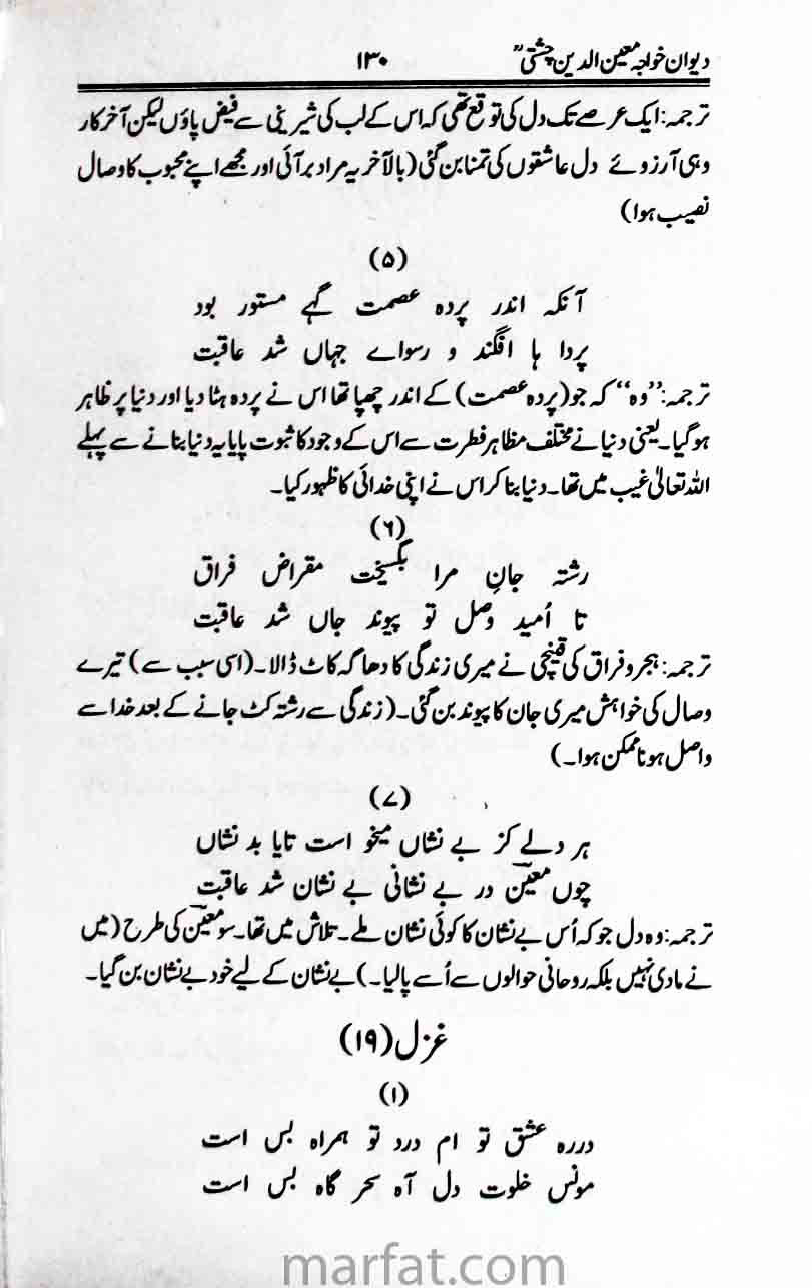 دیوان خواجہ معین الدین چشتیؒ ۱۳۰
ترجمہ: ایک عرصے تک دل کی توقع تھی کہ اس کے لب کی شیرینی سے فیض پاؤں لیکن آخر کار
وہی آرزوئے دل عاشقوں کی تمنا بن گئی (بالآخر یہ مراد بر آئی اور مجھے اپنے محبوب کا وصال
نصیب ہوا)
(۵)
آنکہ اندر پردہ عصمت گہے مستور بود
پردا ہا افگند و رسواے جہاں شد عاقبت
ترجمہ: ”وہ“ کہ جو (پردہ عصمت) کے اندر چھپا تھا اس نے پردہ ہٹا دیا اور دنیا پر ظاہر
ہوگیا۔ یعنی دنیا نے مختلف مظاہر فطرت سے اس کے وجود کا ثبوت پایا یہ دنیا بنانے سے پہلے
اللہ تعالیٰ غیب میں تھا۔ دنیا بنا کر اس نے اپنی خدائی کا ظہور کیا۔
(۶)
رشتہ جانِ مرا بگسیخت مقراض فراق
تا اُمید وصل تو پیوند جاں شد عاقبت
ترجمہ: ہجر و فراق کی قینچی نے میری زندگی کا دھاگہ کاٹ ڈالا۔ (اسی سبب سے) تیرے
وصال کی خواہش میری جان کا پیوند بن گئی۔ (زندگی سے رشتہ کٹ جانے کے بعد خدا سے
واصل ہونا ممکن ہوا۔)
(۷)
ہر دلے کز بے نشاں میخو است تایا بد نشاں
چوں معینؔ در بے نشانی بے نشان شد عاقبت
ترجمہ: وہ دل جو کہ اُس بے نشان کا کوئی نشان ملے۔ تلاش میں تھا۔ سو معینؔ کی طرح (میں
نے مادی نہیں بلکہ روحانی حوالوں سے اُسے پالیا۔) بے نشان کے لیے خود بے نشان بن گیا۔
غزل (۱۹)
(۱)
دررہ عشق تو ام درد تو ہمراہ بس است
مونس خلوت دل آہ سحر گاہ بس است
marfat.com